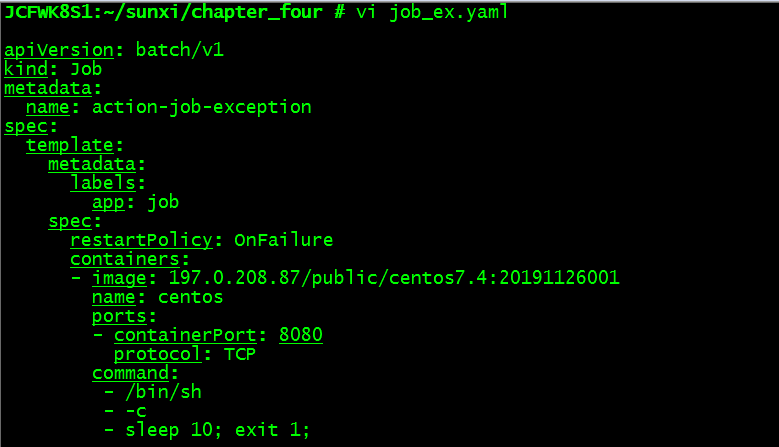 JCFWK8S1:~/sunxi/chapter_four # vi job_ex.yaml
apiVersion: batch/v1
kind: Job
metadata:
  name: action-job-exception
spec:
  template:
    metadata:
      labels:
        app: job
    spec:
      restartPolicy: OnFailure
      containers:
      - image: 197.0.208.87/public/centos7.4:20191126001
        name: centos
        ports:
        - containerPort: 8080
          protocol: TCP
        command:
         - /bin/sh
         - -c
         - sleep 10; exit 1;